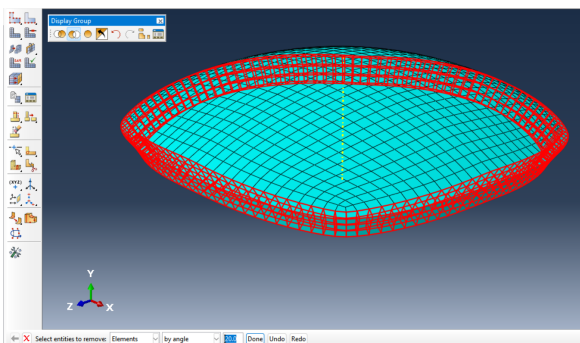 Display Group
Y
Z
X
Select entities to remove: Elements by angle 20.0 Done Undo Redo